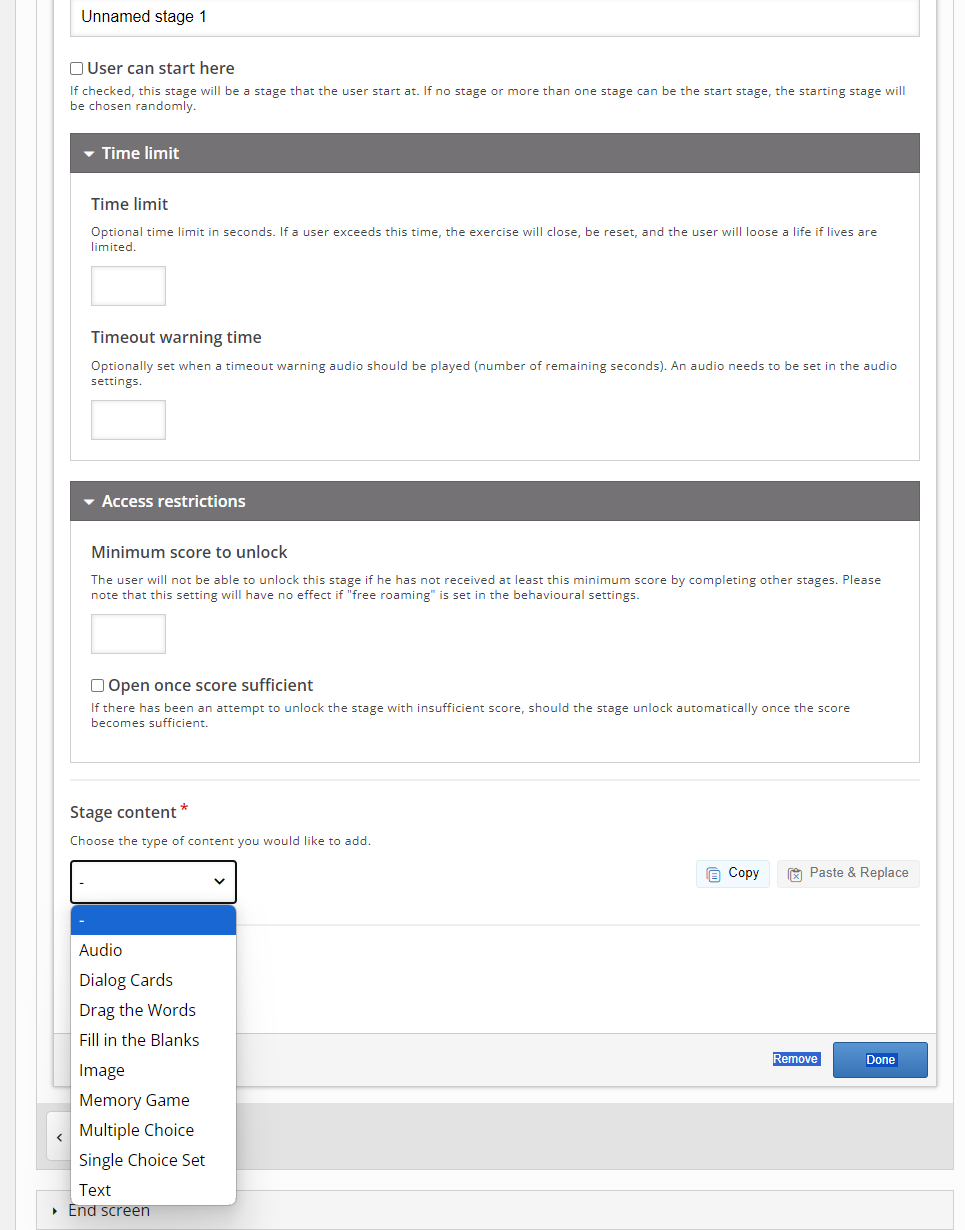 Unnamed stage 1
User can start here
If checked, this stage will be a stage that the user start at. If no stage or more than one stage can be the start stage, the starting stage will
be chosen randomly.
Time limit
Time limit
Optional time limit in seconds. If a user exceeds this time, the exercise will close, be reset, and the user will loose a life if lives are
limited.
Timeout warning time
Optionally set when a timeout warning audio should be played (number of remaining seconds). An audio needs to be set in the audio
settings.
Access restrictions
Minimum score to unlock
The user will not be able to unlock this stage if he has not received at least this minimum score by completing other stages. Please
note that this setting will have no effect if "free roaming" is set in the behavioural settings.
Open once score sufficient
If there has been an attempt to unlock the stage with insufficient score, should the stage unlock automatically once the score
becomes sufficient.
Stage content *
Choose the type of content you would like to add.
-
Copy
Paste & Replace
-
Audio
Dialog Cards
Drag the Words
Fill in the Blanks
Image
Memory Game
Multiple Choice
Single Choice Set
Text
Remove
Done
End screen